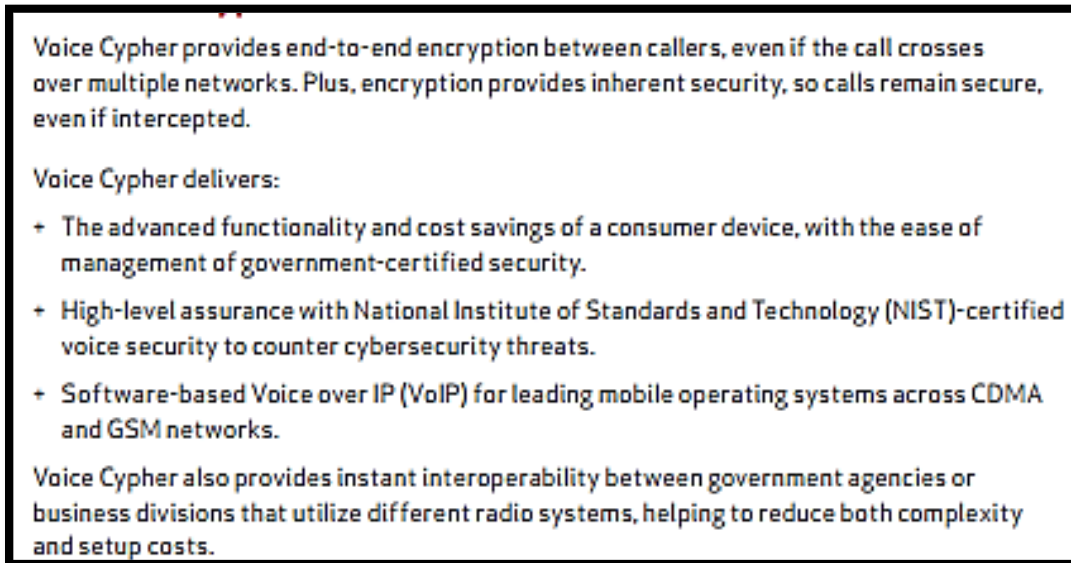 Voice Cypher provides end-to-end encryption between callers, even if the call crosses
over multiple networks. Plus, encryption provides inherent security, so calls remain secure,
even if intercepted.
Voice Cypher delivers:
+ The advanced functionality and cost savings of a consumer device, with the ease of
management of government-certified security.
+ High-level assurance with National Institute of Standards and Technology (NIST)-certified
voice security to counter cybersecurity threats.
+ Software-based Voice over IP (VoIP) for leading mobile operating systems across CDMA
and GSM networks.
Voice Cypher also provides instant interoperability between government agencies or
business divisions that utilize different radio systems, helping to reduce both complexity
and setup costs.